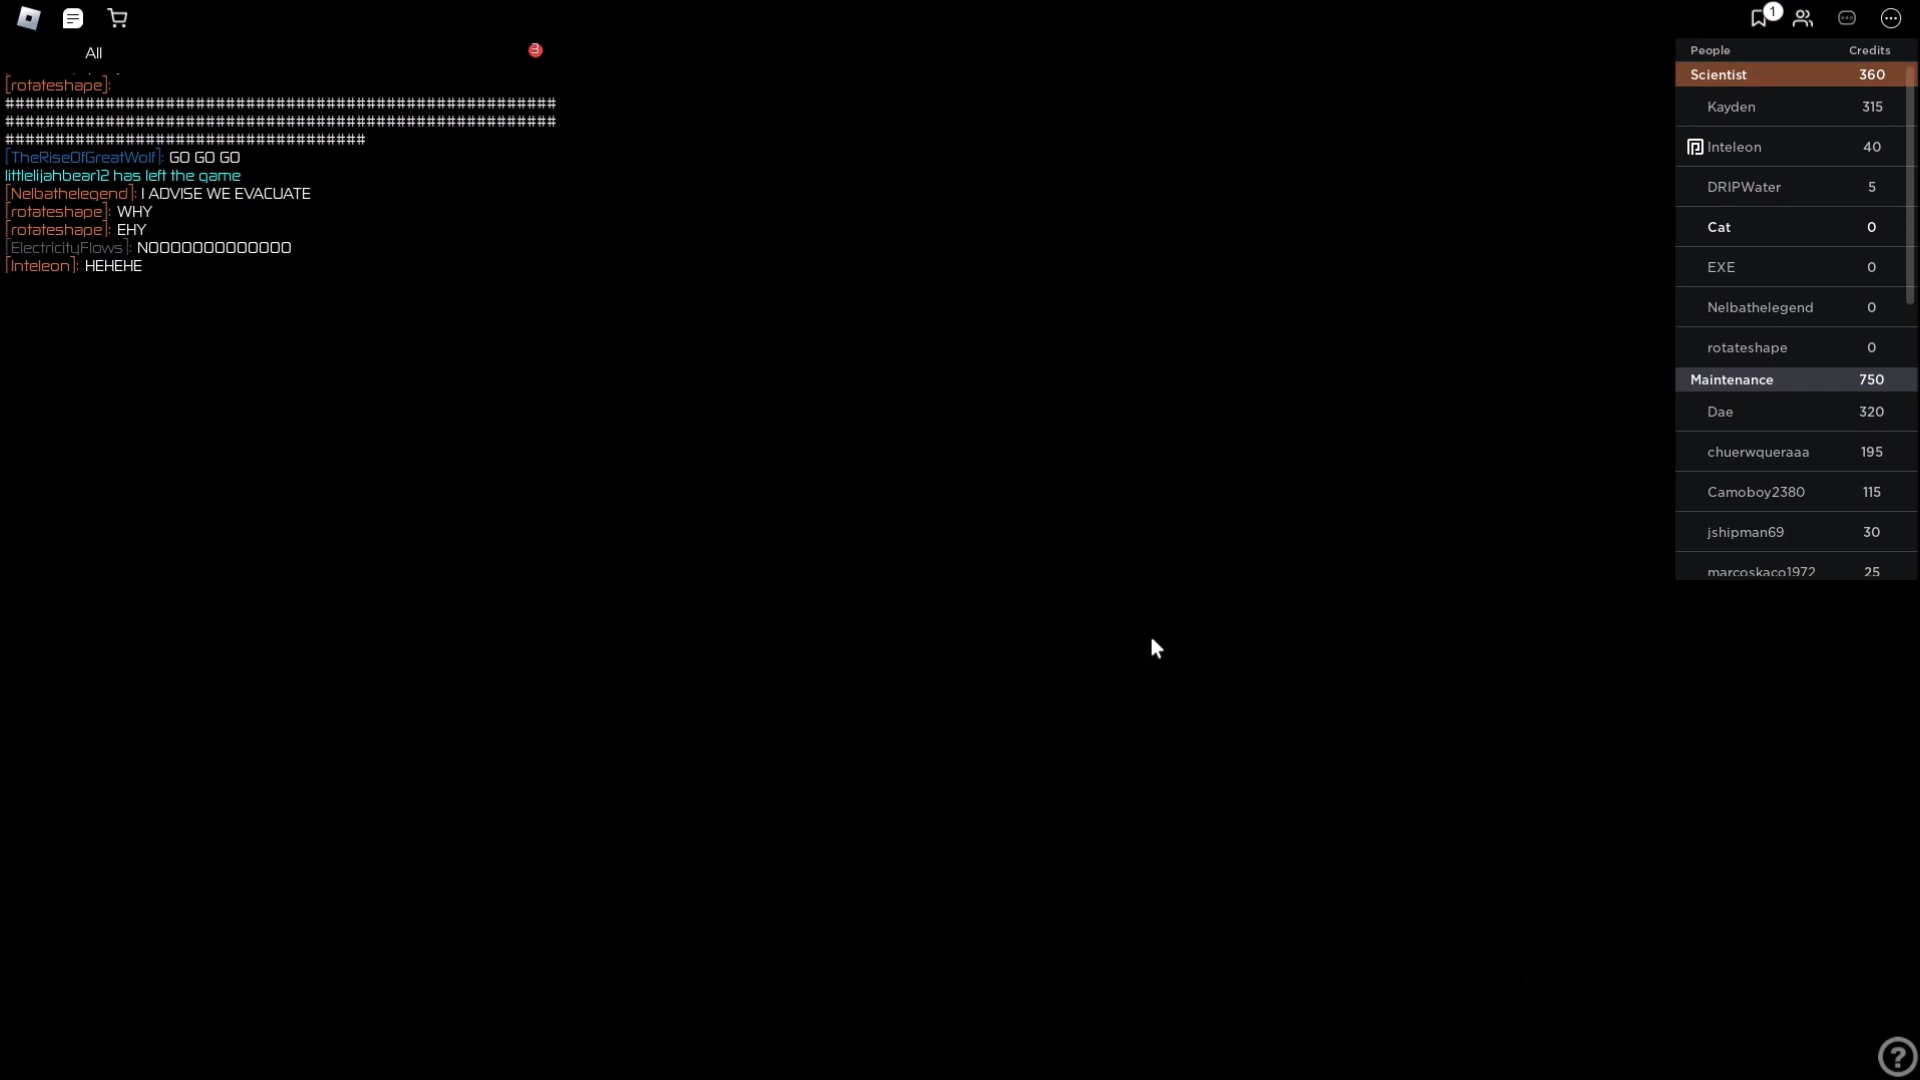 1
All
3
[rotateshape]:
#######################################################
#######################################################
####################################
[TheRiseOfGreatWolf]: GO GO GO
littlelijahbear12 has left the game
[Nelbathelegend]: I ADVISE WE EVACUATE
[rotateshape]: WHY
[rotateshape]: EHY
[ElectricityFlows]: NOOOOOOOOOOOOO
[Inteleon]: HEHEHE
People Credits
Scientist 360
Kayden 315
Inteleon 40
DRIPWater 5
Cat 0
EXE 0
Nelbathelegend 0
rotateshape 0
Maintenance 750
Dae 320
chuerwqueraaa 195
Camoboy2380 115
jshipman69 30
marcoskaco1972 25
?